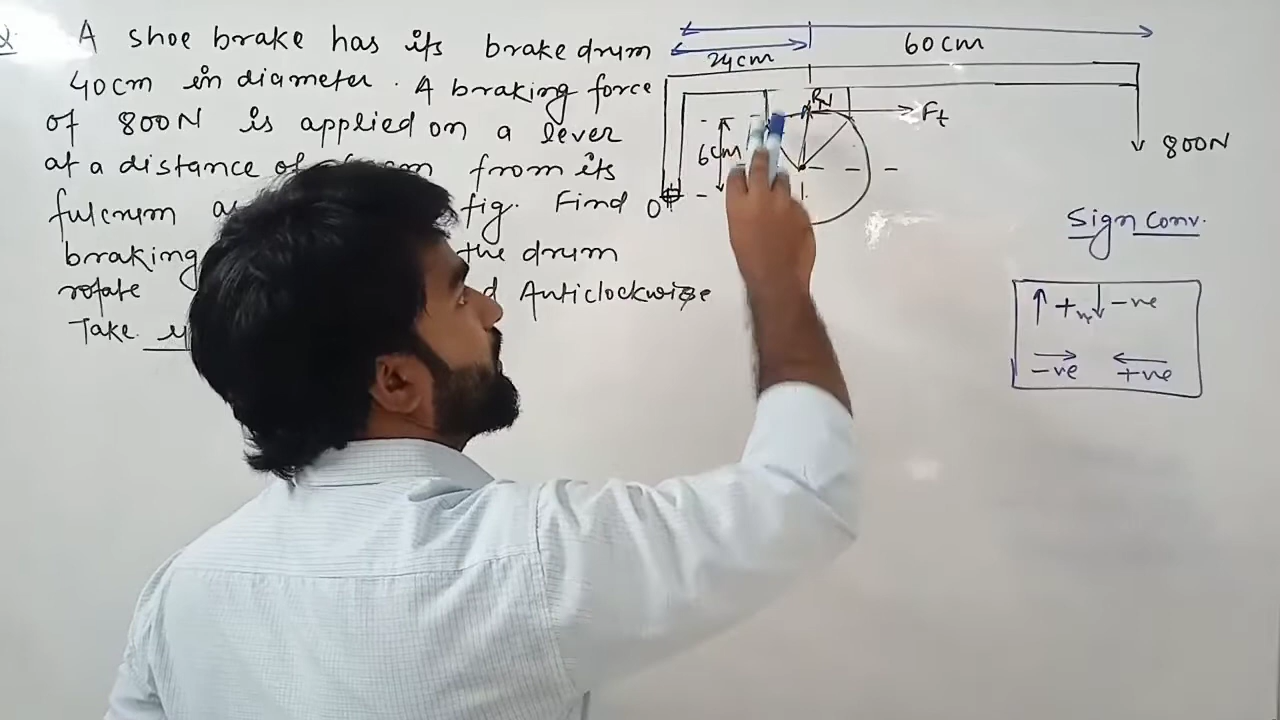 Q. A shoe brake has its brake drum
40cm in diameter. A braking force
of 800N is applied on a lever
at a distance of from its
fulcrum fig. Find
braking the drum
rotate Anticlockwise
Take
60cm
24cm
RN
Ft
6cm
800N
O
Sign Conv.
↑ +ve ↓ -ve
→ -ve ← +ve